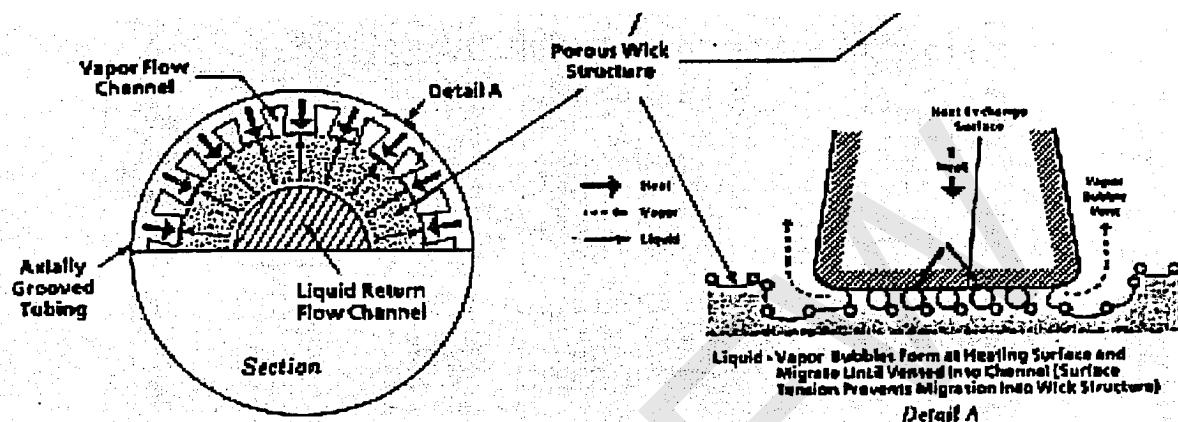 Vapor Flow
Channel
Detail A
Porous Wick
Structure
Heat Exchange
Surface
Heat
Vapor
Bubble
Vent
Heat
Vapor
Liquid
Axially
Grooved
Tubing
Liquid Return
Flow Channel
Section
Liquid - Vapor Bubbles Form at Heating Surface and
Migrate Until Vented Into Channel (Surface
Tension Prevents Migration Into Wick Structure)
Detail A